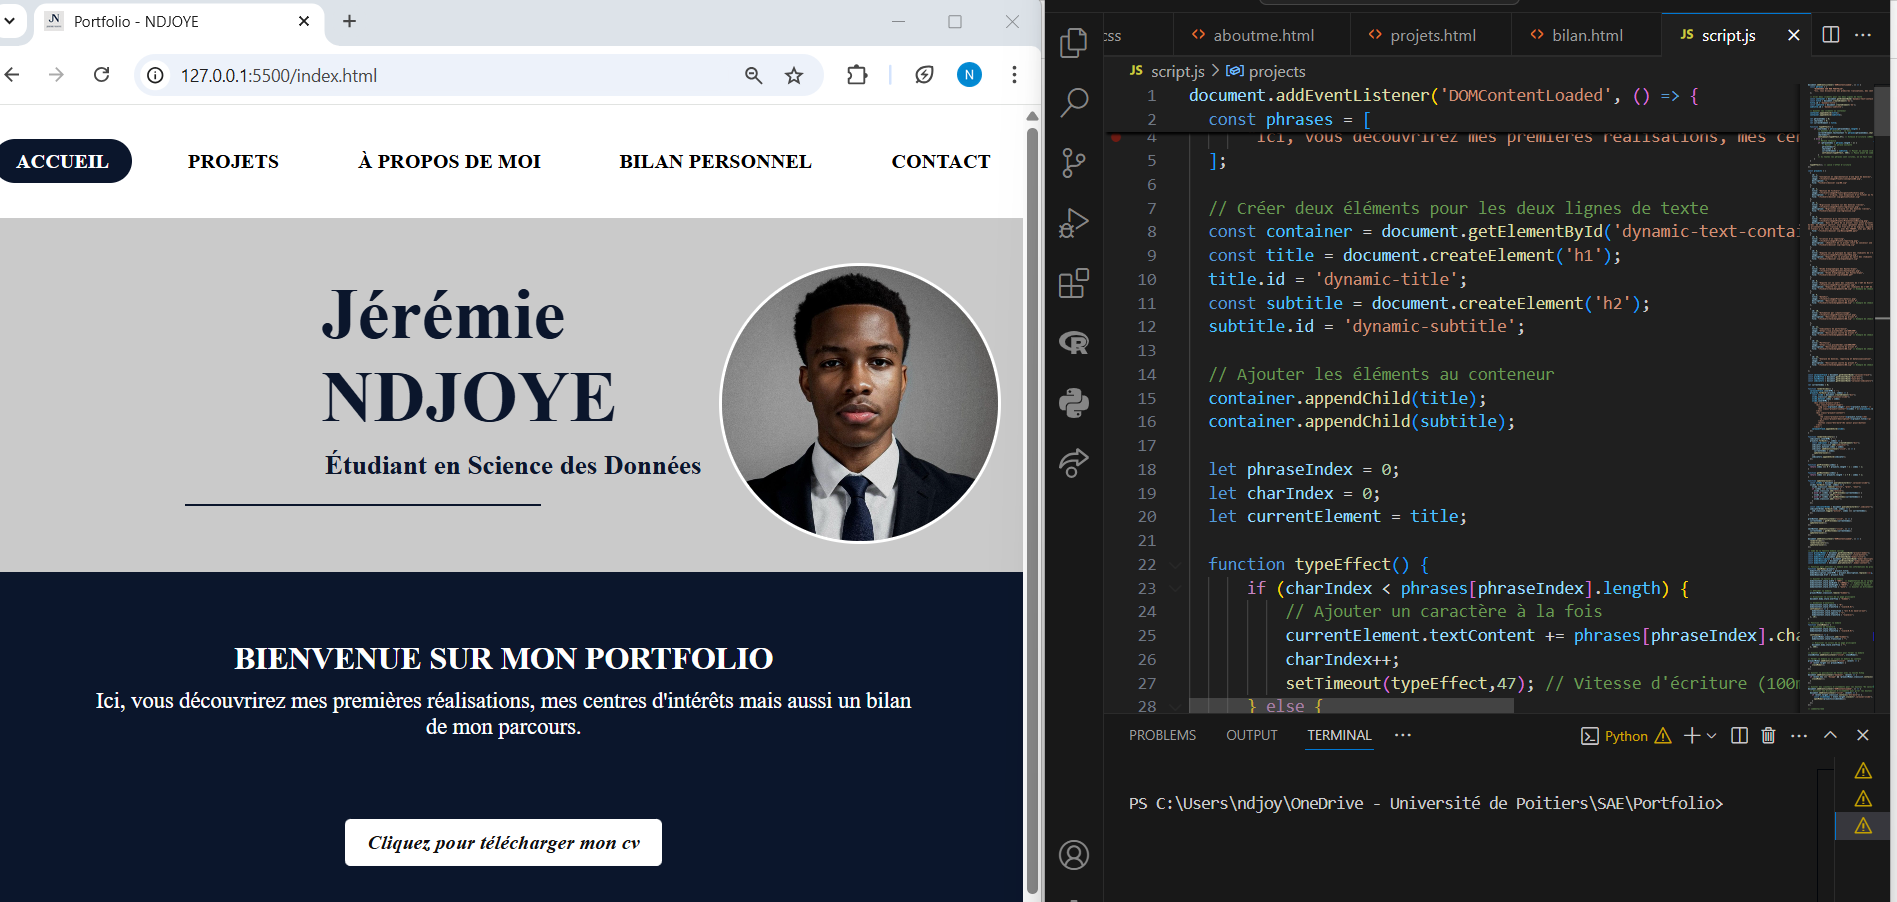 Portfolio - NDJOYE
127.0.0.1:5500/index.html
N
ACCUEIL PROJETS À PROPOS DE MOI BILAN PERSONNEL CONTACT
Jérémie
NDJOYE
Étudiant en Science des Données
BIENVENUE SUR MON PORTFOLIO
Ici, vous découvrirez mes premières réalisations, mes centres d'intérêts mais aussi un bilan
de mon parcours.
Cliquez pour télécharger mon cv
css <> aboutme.html <> projets.html <> bilan.html JS script.js
JS script.js > projects
1 document.addEventListener('DOMContentLoaded', () => {
2 const phrases = [
4 Ici, vous découvrirez mes premières réalisations, mes cen
5 ];
6
7 // Créer deux éléments pour les deux lignes de texte
8 const container = document.getElementById('dynamic-text-contai
9 const title = document.createElement('h1');
10 title.id = 'dynamic-title';
11 const subtitle = document.createElement('h2');
12 subtitle.id = 'dynamic-subtitle';
13
14 // Ajouter les éléments au conteneur
15 container.appendChild(title);
16 container.appendChild(subtitle);
17
18 let phraseIndex = 0;
19 let charIndex = 0;
20 let currentElement = title;
21
22 function typeEffect() {
23 if (charIndex < phrases[phraseIndex].length) {
24 // Ajouter un caractère à la fois
25 currentElement.textContent += phrases[phraseIndex].cha
26 charIndex++;
27 setTimeout(typeEffect,47); // Vitesse d'écriture (100m
28 } else {
PROBLEMS OUTPUT TERMINAL ··· Python
PS C:\Users\ndjoy\OneDrive - Université de Poitiers\SAE\Portfolio>